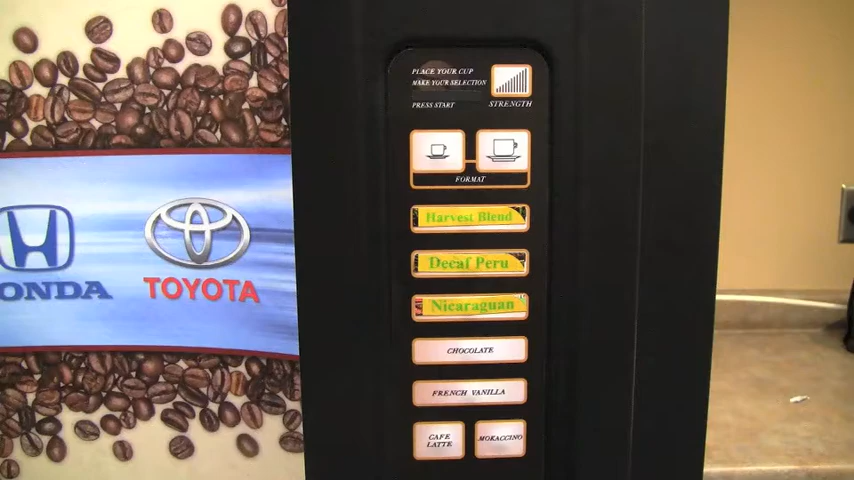 PLACE YOUR CUP
MAKE YOUR SELECTION
PRESS START
STRENGTH
FORMAT
Harvest Blend
Decaf Peru
Nicaraguan
CHOCOLATE
FRENCH VANILLA
CAFE
LATTE
MOKACCINO
ONDA
TOYOTA